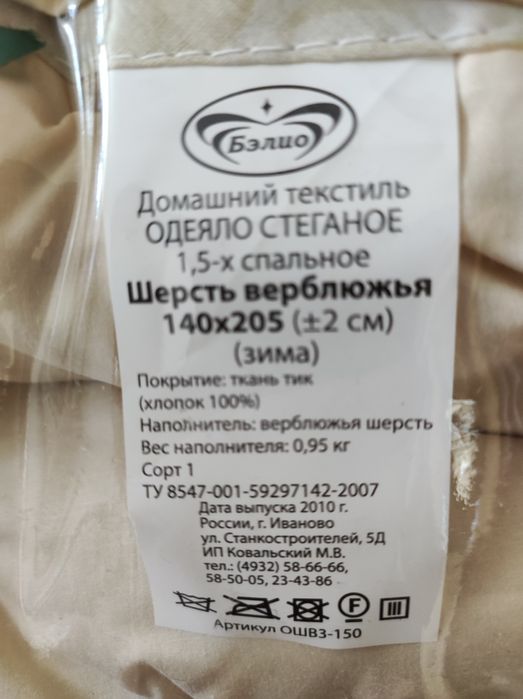 Бэлио
Домашний текстиль
ОДЕЯЛО СТЕГАНОЕ
1,5-х спальное
Шерсть верблюжья
140х205 (±2 см)
(зима)
Покрытие: ткань тик
(хлопок 100%)
Наполнитель: верблюжья шерсть
Вес наполнителя: 0,95 кг
Сорт 1
ТУ 8547-001-59297142-2007
Дата выпуска 2010 г.
России, г. Иваново
ул. Станкостроителей, 5Д
ИП Ковальский М.В.
тел.: (4932) 58-66-66,
58-50-05, 23-43-86
F
Артикул ОШВЗ-150